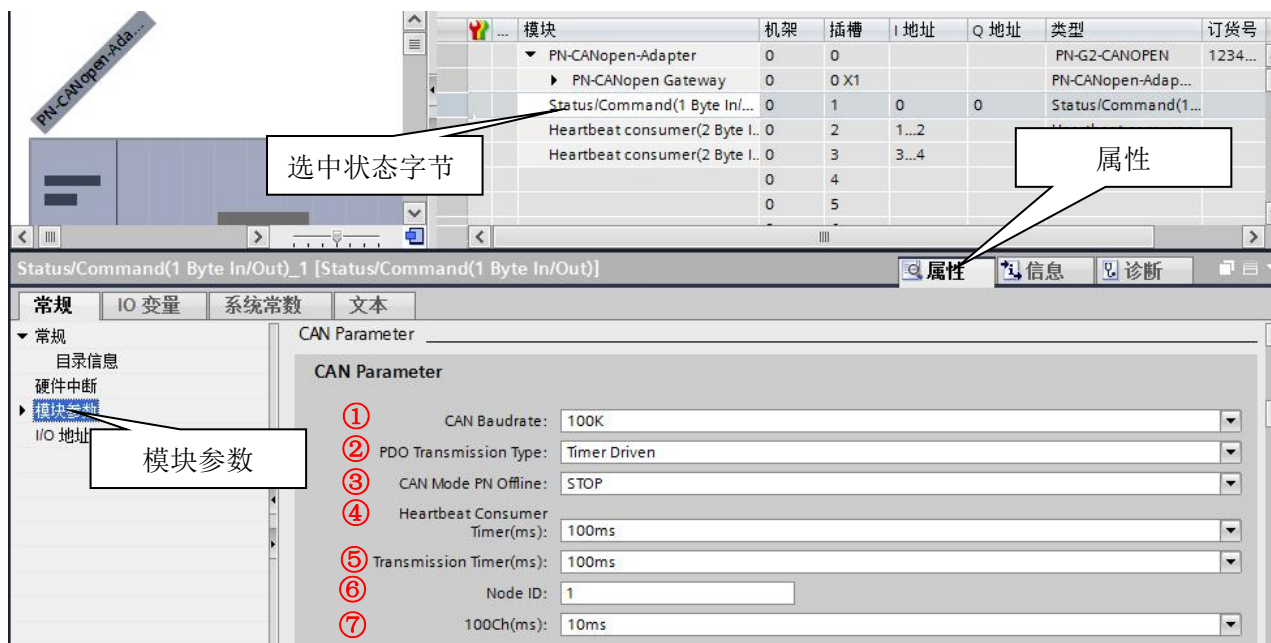 PN-CANopen-Ada...
... 模块 机架 插槽 I 地址 Q 地址 类型 订货号
PN-CANopen-Adapter 0 0 PN-G2-CANOPEN 1234...
PN-CANopen Gateway 0 0 X1 PN-CANopen-Adap...
Status/Command(1 Byte In/... 0 1 0 0 Status/Command(1...
Heartbeat consumer(2 Byte I.. 0 2 1...2
Heartbeat consumer(2 Byte I.. 0 3 3...4
0 4
0 5
选中状态字节
属性
Status/Command(1 Byte In/Out)_1 [Status/Command(1 Byte In/Out)]
属性 信息 诊断
常规 IO 变量 系统常数 文本
常规
目录信息
硬件中断
模块参数
I/O 地址
模块参数
CAN Parameter
CAN Parameter
① CAN Baudrate: 100K
② PDO Transmission Type: Timer Driven
③ CAN Mode PN Offline: STOP
④ Heartbeat Consumer
Timer(ms): 100ms
⑤ Transmission Timer(ms): 100ms
⑥ Node ID: 1
⑦ 100Ch(ms): 10ms